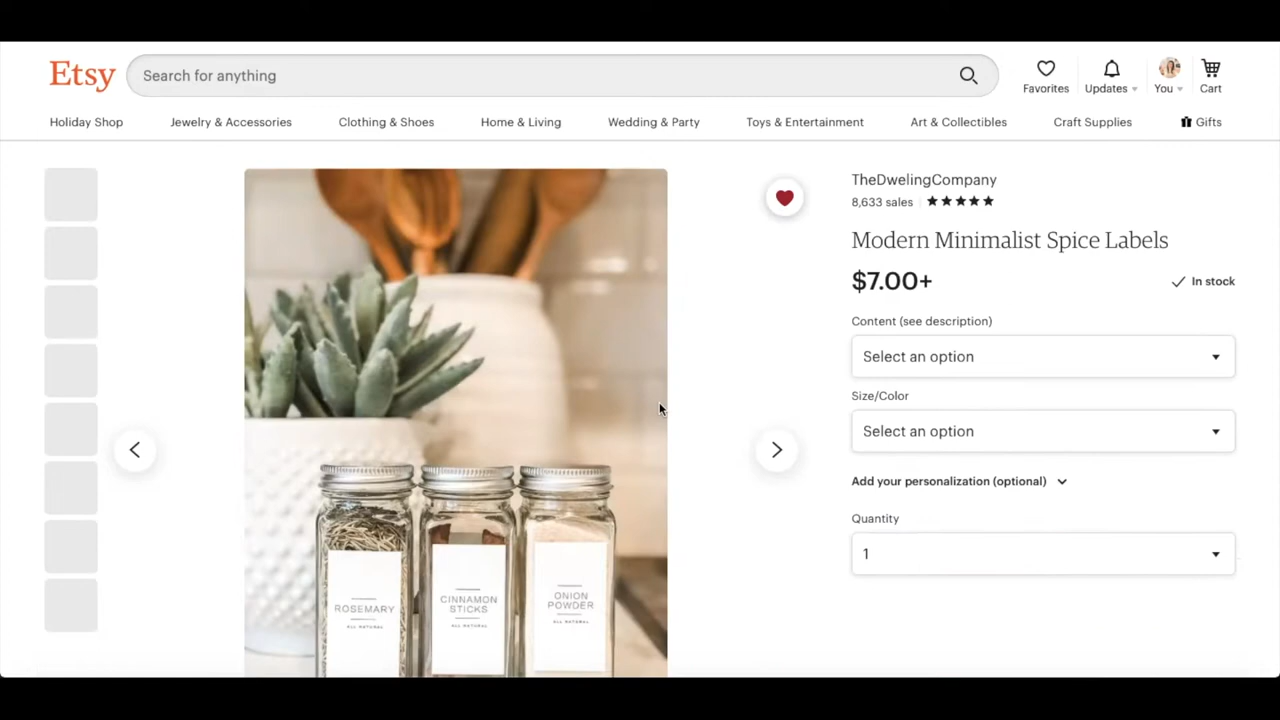 Etsy
Search for anything
Favorites
Updates
You
Cart
Holiday Shop
Jewelry & Accessories
Clothing & Shoes
Home & Living
Wedding & Party
Toys & Entertainment
Art & Collectibles
Craft Supplies
Gifts
TheDwelingCompany
8,633 sales
Modern Minimalist Spice Labels
$7.00+
In stock
Content (see description)
Select an option
Size/Color
Select an option
Add your personalization (optional)
Quantity
1
ROSEMARY
ALL NATURAL
CINNAMON
STICKS
ALL NATURAL
ONION
POWDER
ALL NATURAL